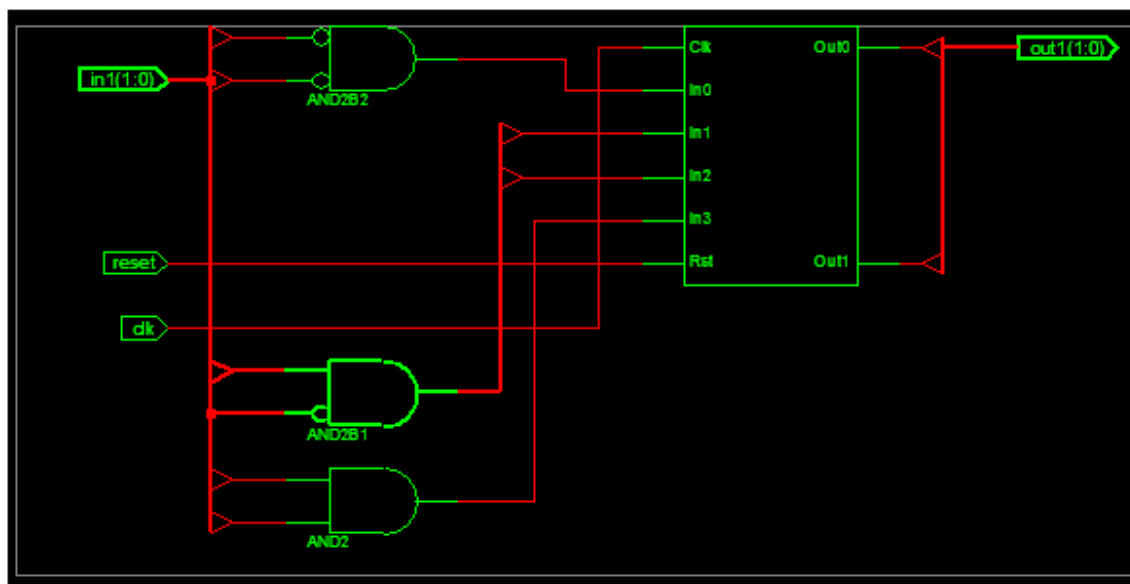 Clk
Out0
out1(1:0)
in1(1:0)
In0
AND2B2
In1
In2
In3
reset
Rst
Out1
clk
AND2B1
AND2